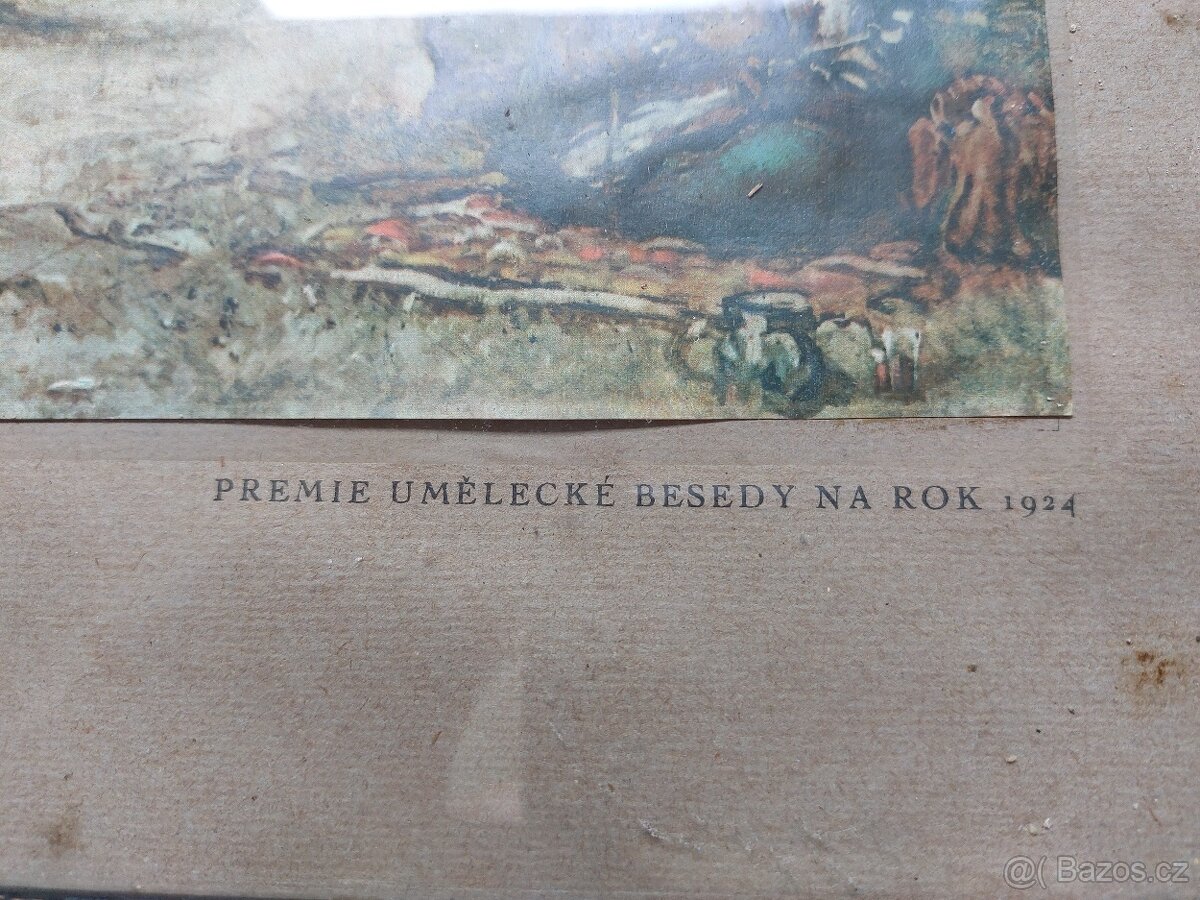 PREMIE UMĚLECKÉ BESEDY NA ROK 1924
@( Bazos.cz